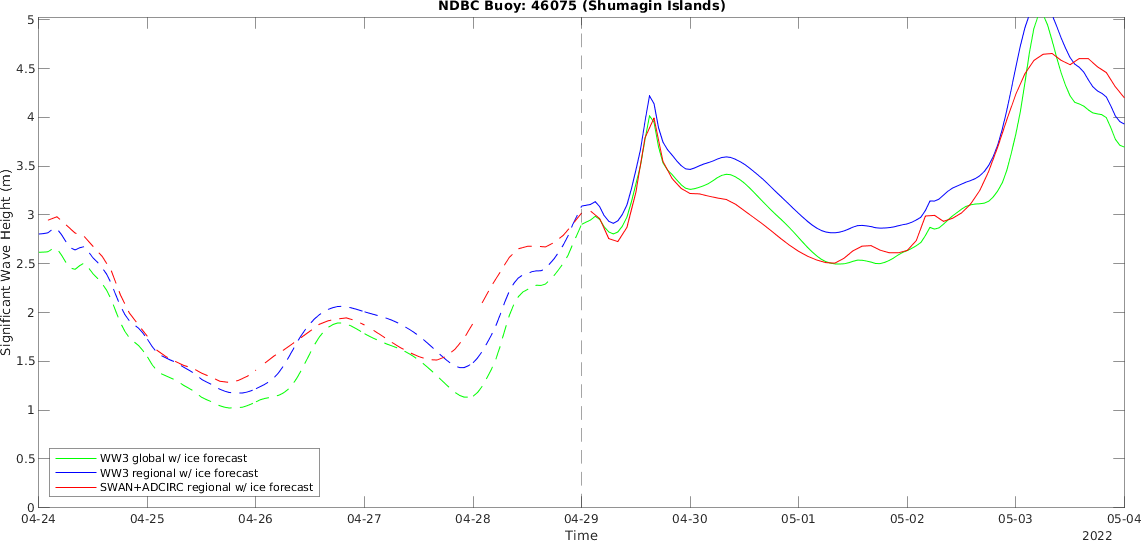 NDBC Buoy: 46075 (Shumagin Islands)
5
4.5
4
3.5
3
2.5
2
1.5
1
0.5
0
Significant Wave Height (m)
WW3 global w/ ice forecast
WW3 regional w/ ice forecast
SWAN+ADCIRC regional w/ ice forecast
04-24 04-25 04-26 04-27 04-28 04-29 04-30 05-01 05-02 05-03 05-04
Time
2022